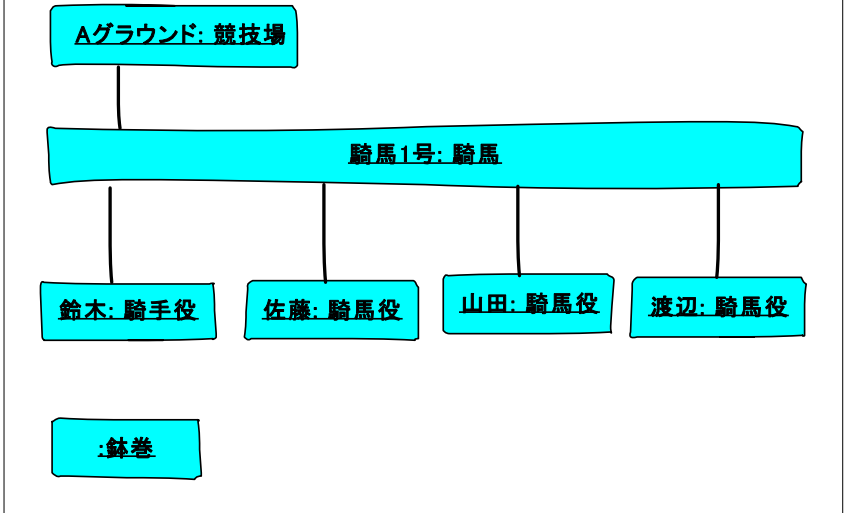 Aグラウンド: 競技場
騎馬1号: 騎馬
鈴木: 騎手役
佐藤: 騎馬役
山田: 騎馬役
渡辺: 騎馬役
:鉢巻